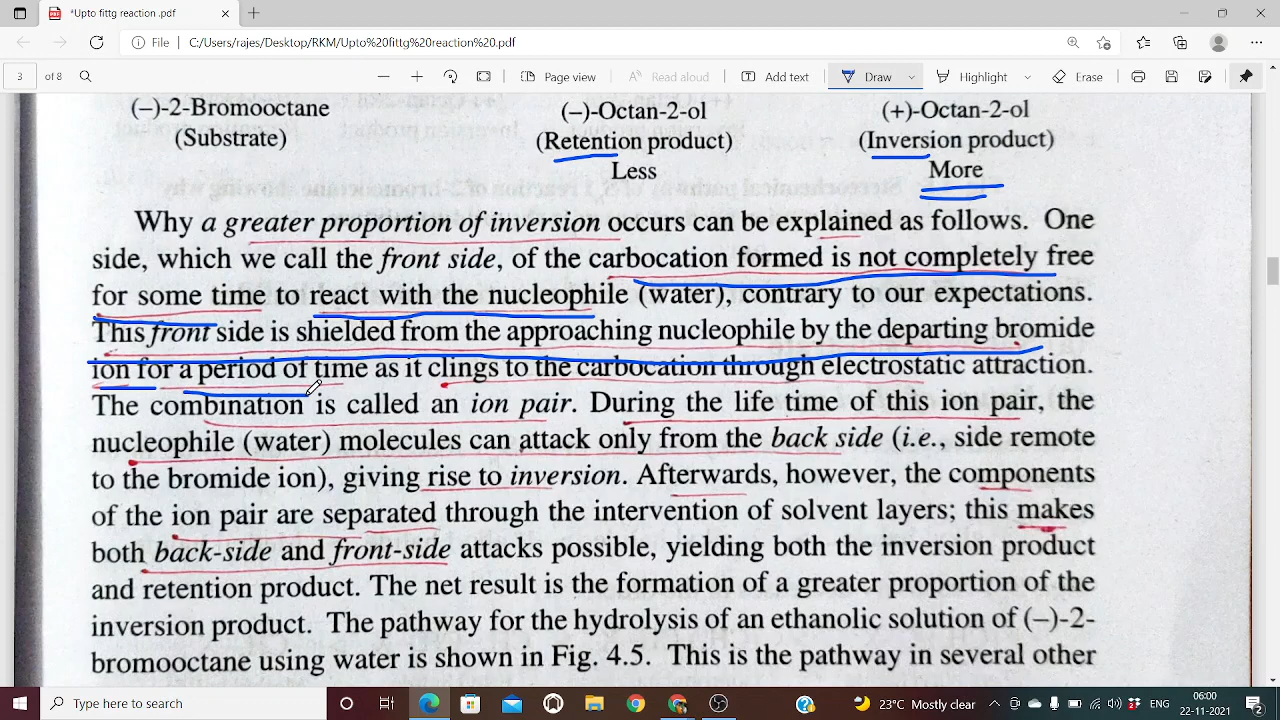 *Upto fittg reaction.pdf
File
C:/Users/rajes/Desktop/RKM/Upto%20fittg%20reaction%20.pdf
3 of 8
Page view
Read aloud
Add text
Draw
Highlight
Erase
(–)-2-Bromooctane (–)-Octan-2-ol (+)-Octan-2-ol
(Substrate) (Retention product) (Inversion product)
Less More
Why a greater proportion of inversion occurs can be explained as follows. One
side, which we call the front side, of the carbocation formed is not completely free
for some time to react with the nucleophile (water), contrary to our expectations.
This front side is shielded from the approaching nucleophile by the departing bromide
ion for a period of time as it clings to the carbocation through electrostatic attraction.
The combination is called an ion pair. During the life time of this ion pair, the
nucleophile (water) molecules can attack only from the back side (i.e., side remote
to the bromide ion), giving rise to inversion. Afterwards, however, the components
of the ion pair are separated through the intervention of solvent layers; this makes
both back-side and front-side attacks possible, yielding both the inversion product
and retention product. The net result is the formation of a greater proportion of the
inversion product. The pathway for the hydrolysis of an ethanolic solution of (–)-2-
bromooctane using water is shown in Fig. 4.5. This is the pathway in several other
Type here to search
23°C Mostly clear
ENG
06:00
22-11-2021